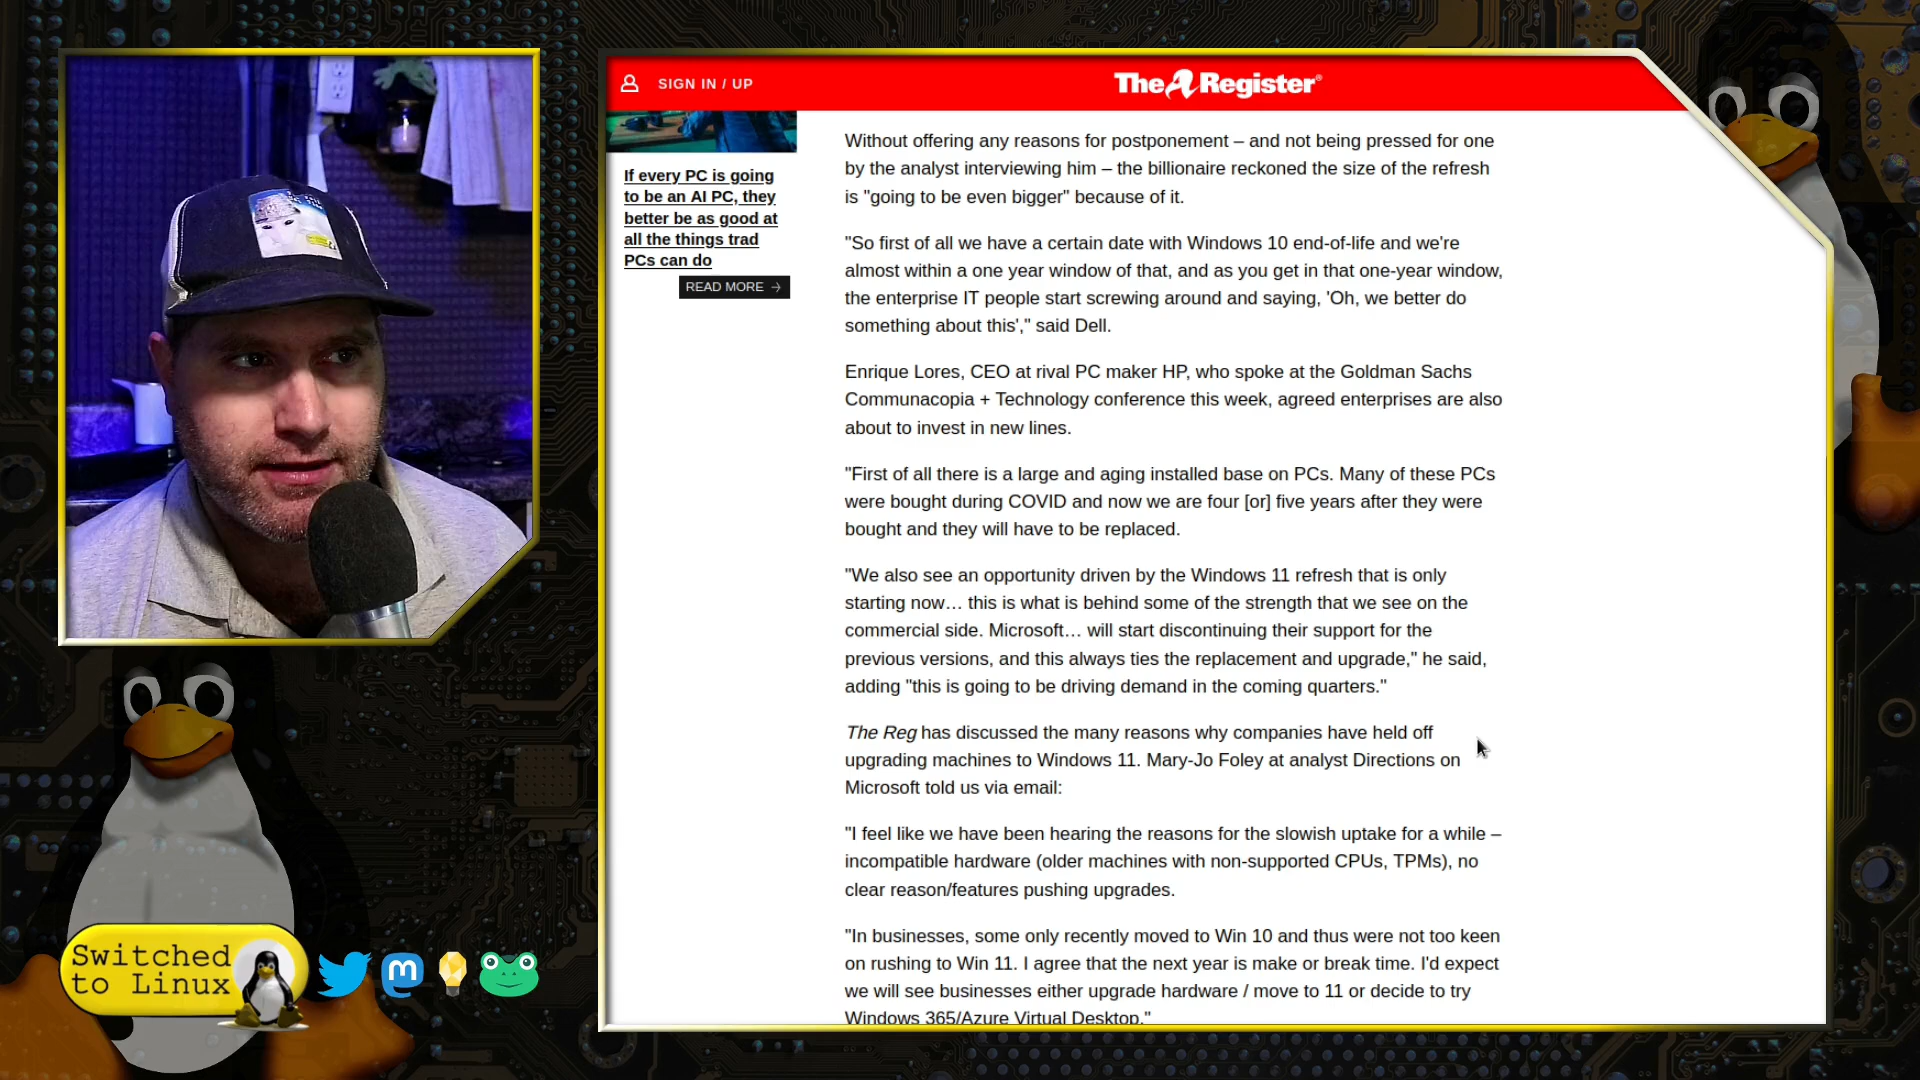 SIGN IN / UP
The Register®
If every PC is going
to be an AI PC, they
better be as good at
all the things trad
PCs can do
READ MORE →
Without offering any reasons for postponement – and not being pressed for one
by the analyst interviewing him – the billionaire reckoned the size of the refresh
is "going to be even bigger" because of it.
"So first of all we have a certain date with Windows 10 end-of-life and we're
almost within a one year window of that, and as you get in that one-year window,
the enterprise IT people start screwing around and saying, 'Oh, we better do
something about this'," said Dell.
Enrique Lores, CEO at rival PC maker HP, who spoke at the Goldman Sachs
Communacopia + Technology conference this week, agreed enterprises are also
about to invest in new lines.
"First of all there is a large and aging installed base on PCs. Many of these PCs
were bought during COVID and now we are four [or] five years after they were
bought and they will have to be replaced.
"We also see an opportunity driven by the Windows 11 refresh that is only
starting now… this is what is behind some of the strength that we see on the
commercial side. Microsoft… will start discontinuing their support for the
previous versions, and this always ties the replacement and upgrade," he said,
adding "this is going to be driving demand in the coming quarters."
The Reg has discussed the many reasons why companies have held off
upgrading machines to Windows 11. Mary-Jo Foley at analyst Directions on
Microsoft told us via email:
"I feel like we have been hearing the reasons for the slowish uptake for a while –
incompatible hardware (older machines with non-supported CPUs, TPMs), no
clear reason/features pushing upgrades.
"In businesses, some only recently moved to Win 10 and thus were not too keen
on rushing to Win 11. I agree that the next year is make or break time. I'd expect
we will see businesses either upgrade hardware / move to 11 or decide to try
Windows 365/Azure Virtual Desktop."
Switched
to Linux
m